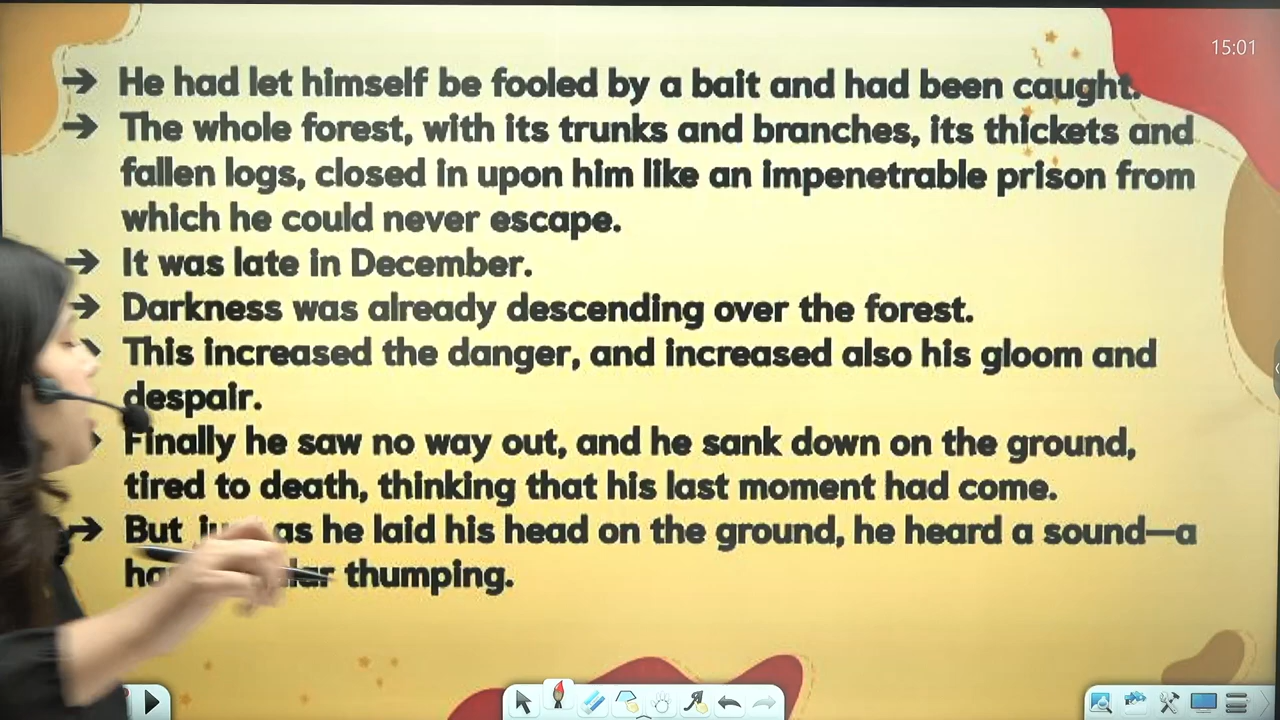 15:01
→ He had let himself be fooled by a bait and had been caught.
→ The whole forest, with its trunks and branches, its thickets and
fallen logs, closed in upon him like an impenetrable prison from
which he could never escape.
→ It was late in December.
→ Darkness was already descending over the forest.
This increased the danger, and increased also his gloom and
despair.
Finally he saw no way out, and he sank down on the ground,
tired to death, thinking that his last moment had come.
→ But as he laid his head on the ground, he heard a sound—a
thumping.